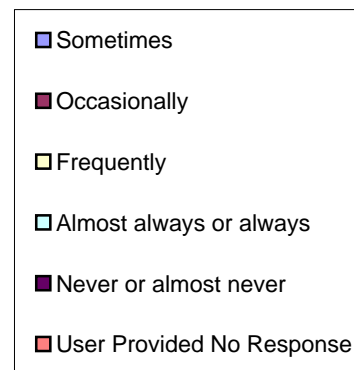 Sometimes
Occasionally
Frequently
Almost always or always
Never or almost never
User Provided No Response